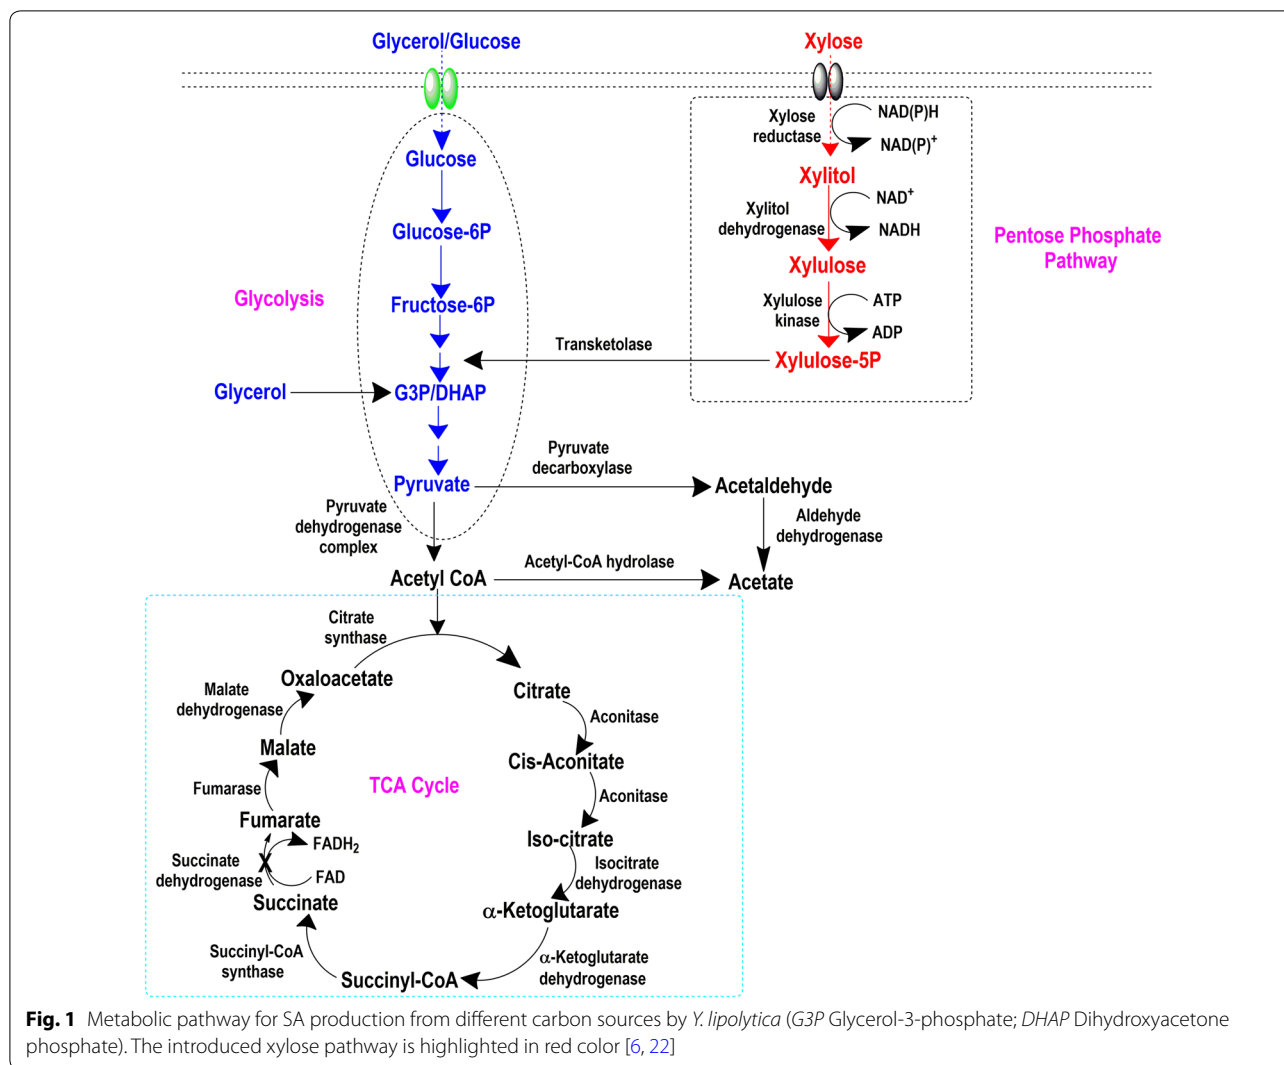 Glycerol/Glucose
Xylose
Xylose
reductase
NAD(P)H
NAD(P)+
Glucose
Xylitol
Xylitol
dehydrogenase
NAD+
NADH
Glucose-6P
Pentose Phosphate
Pathway
Xylulose
Glycolysis
Fructose-6P
Xylulose
kinase
ATP
ADP
Transketolase
Xylulose-5P
Glycerol
G3P/DHAP
Pyruvate
decarboxylase
Pyruvate
Acetaldehyde
Pyruvate
dehydrogenase
complex
Aldehyde
dehydrogenase
Acetyl-CoA hydrolase
Acetyl CoA
Acetate
Citrate
synthase
Oxaloacetate
Citrate
Malate
dehydrogenase
Aconitase
Malate
Cis-Aconitate
Fumarase
TCA Cycle
Aconitase
Fumarate
Iso-citrate
FADH2
Succinate
dehydrogenase
X
FAD
Isocitrate
dehydrogenase
Succinate
α-Ketoglutarate
Succinyl-CoA
synthase
α-Ketoglutarate
dehydrogenase
Succinyl-CoA
Fig. 1 Metabolic pathway for SA production from different carbon sources by Y. lipolytica (G3P Glycerol-3-phosphate; DHAP Dihydroxyacetone
phosphate). The introduced xylose pathway is highlighted in red color [6, 22]